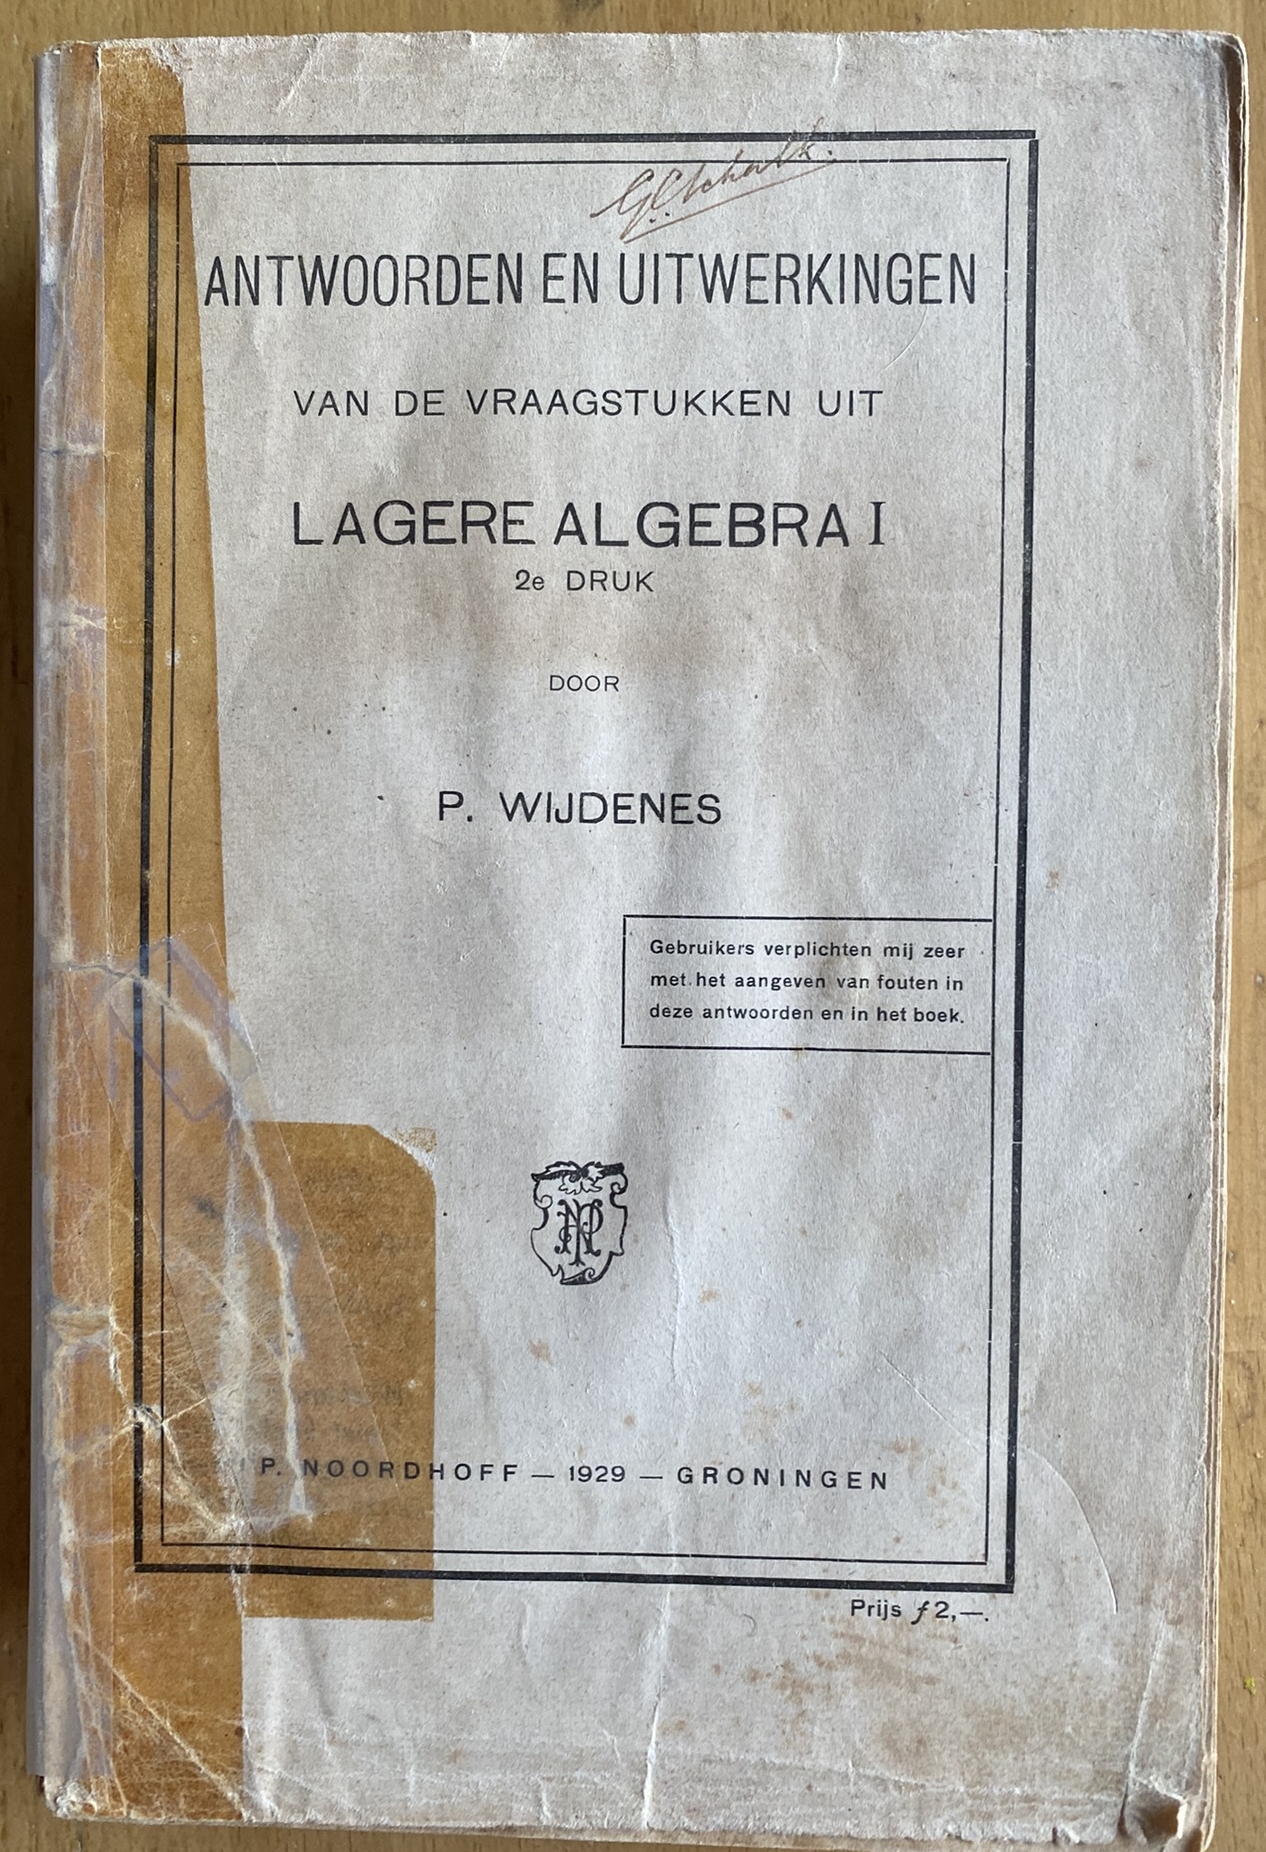 G.C. Schalk.
ANTWOORDEN EN UITWERKINGEN
VAN DE VRAAGSTUKKEN UIT
LAGERE ALGEBRA I
2e DRUK
DOOR
P. WIJDENES
Gebruikers verplichten mij zeer
met het aangeven van fouten in
deze antwoorden en in het boek.
P. NOORDHOFF — 1929 — GRONINGEN
Prijs ƒ 2,—.